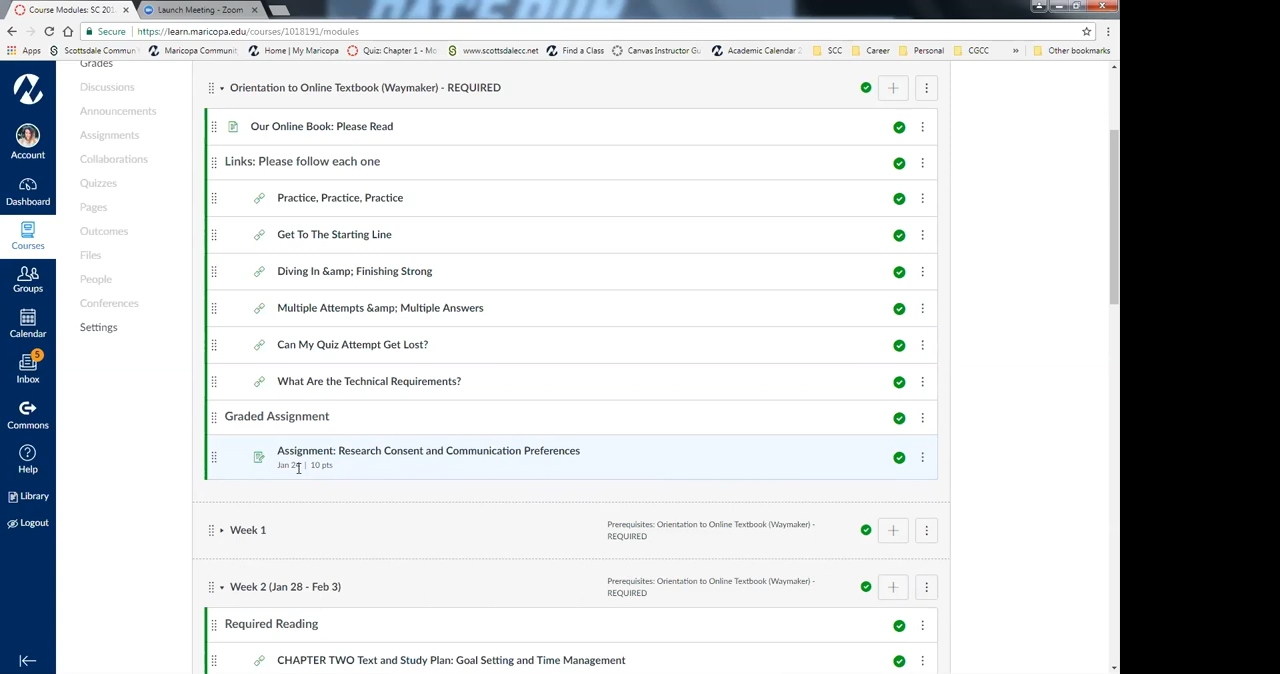 Course Modules: SC 201
Launch Meeting - Zoom
Secure
https://learn.maricopa.edu/courses/1018191/modules
Apps
Scottsdale Commun
Maricopa Communit
Home | My Maricopa
Quiz: Chapter 1 - Mo
www.scottsdalecc.net
Find a Class
Canvas Instructor Gu
Academic Calendar 2
SCC
Career
Personal
CGCC
»
Other bookmarks
Account
Dashboard
Courses
Groups
Calendar
5
Inbox
Commons
Help
Library
Logout
Grades
Discussions
Announcements
Assignments
Collaborations
Quizzes
Pages
Outcomes
Files
People
Conferences
Settings
Orientation to Online Textbook (Waymaker) - REQUIRED
Our Online Book: Please Read
Links: Please follow each one
Practice, Practice, Practice
Get To The Starting Line
Diving In &amp; Finishing Strong
Multiple Attempts &amp; Multiple Answers
Can My Quiz Attempt Get Lost?
What Are the Technical Requirements?
Graded Assignment
Assignment: Research Consent and Communication Preferences
Jan | 10 pts
Week 1
Prerequisites: Orientation to Online Textbook (Waymaker) -
REQUIRED
Week 2 (Jan 28 - Feb 3)
Prerequisites: Orientation to Online Textbook (Waymaker) -
REQUIRED
Required Reading
CHAPTER TWO Text and Study Plan: Goal Setting and Time Management